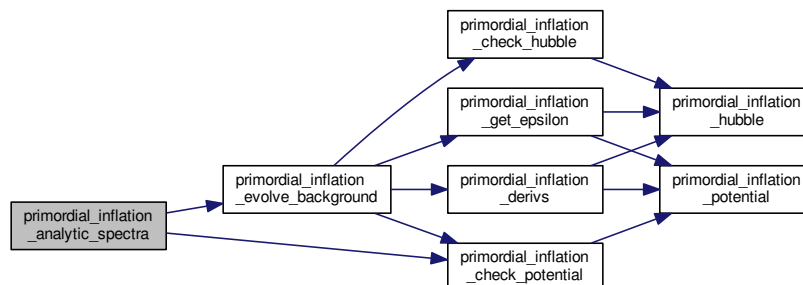 primordial_inflation
_check_hubble
primordial_inflation
_get_epsilon
primordial_inflation
_hubble
primordial_inflation
_evolve_background
primordial_inflation
_derivs
primordial_inflation
_potential
primordial_inflation
_analytic_spectra
primordial_inflation
_check_potential